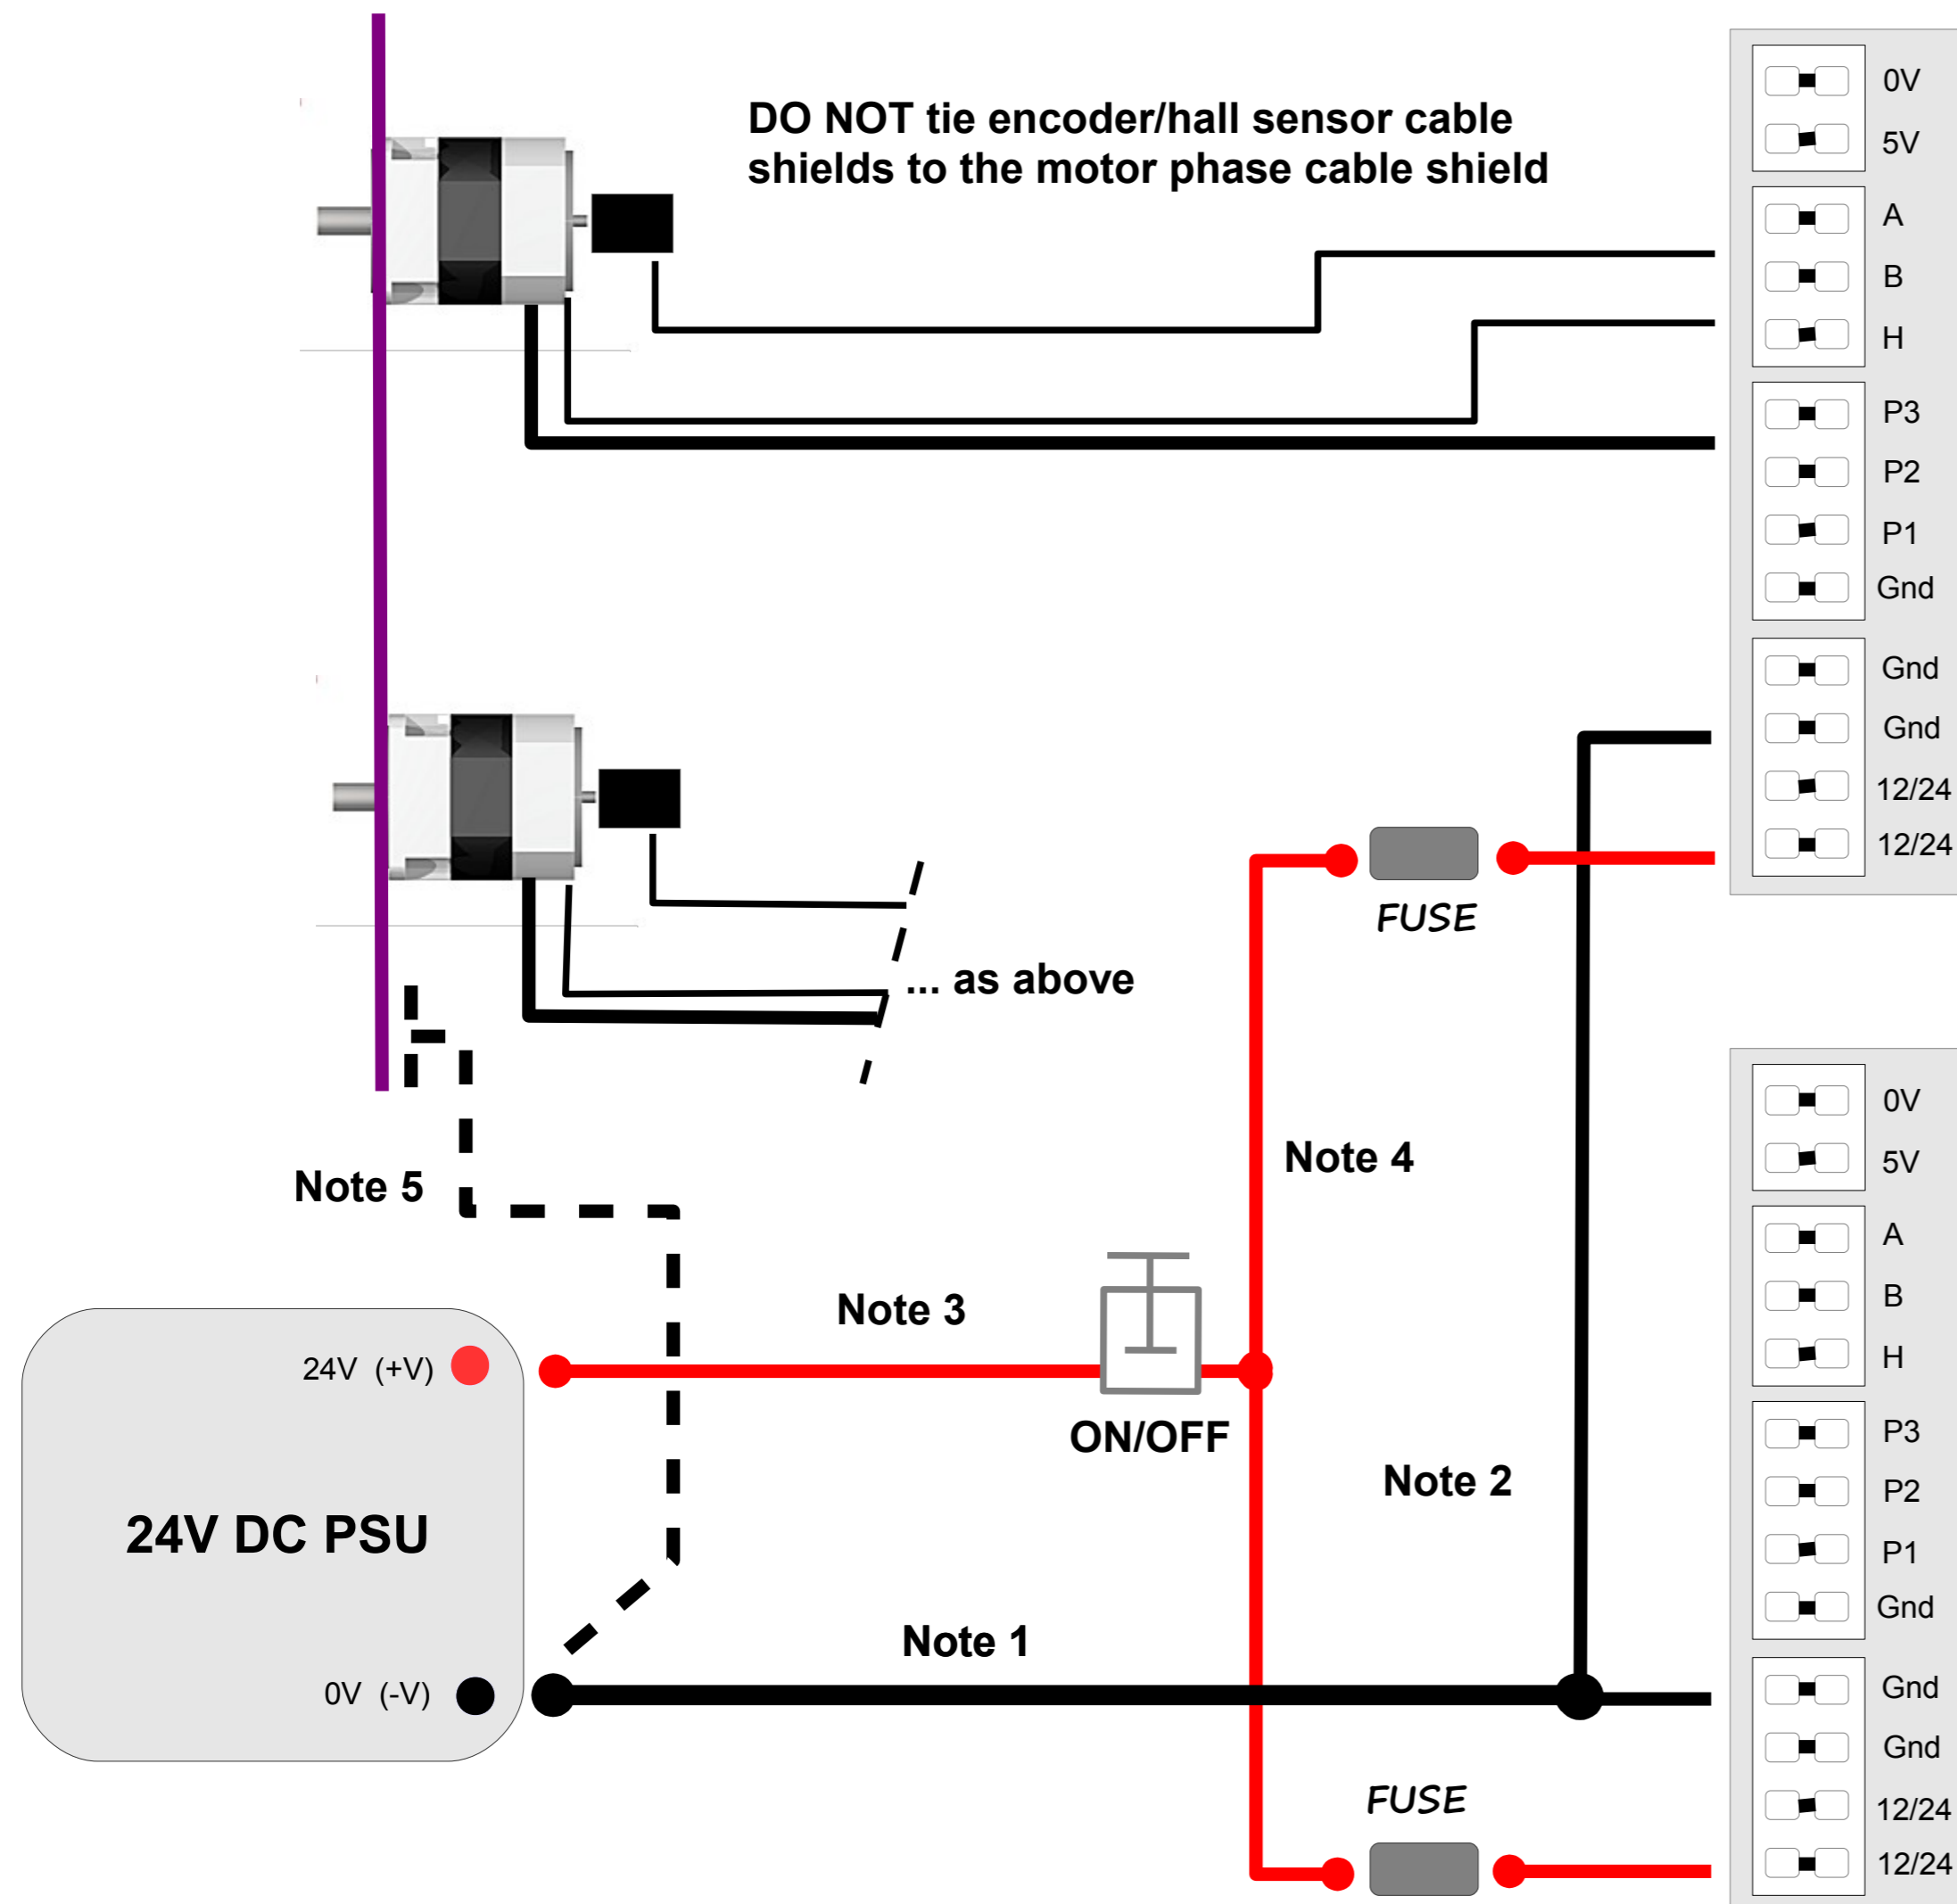 DO NOT tie encoder/hall sensor cable
shields to the motor phase cable shield
0V
5V
A
B
H
P3
P2
P1
Gnd
Gnd
Gnd
12/24
12/24
FUSE
... as above
Note 5
Note 4
Note 3
ON/OFF
Note 2
Note 1
24V (+V)
24V DC PSU
0V (-V)
FUSE
0V
5V
A
B
H
P3
P2
P1
Gnd
Gnd
Gnd
12/24
12/24